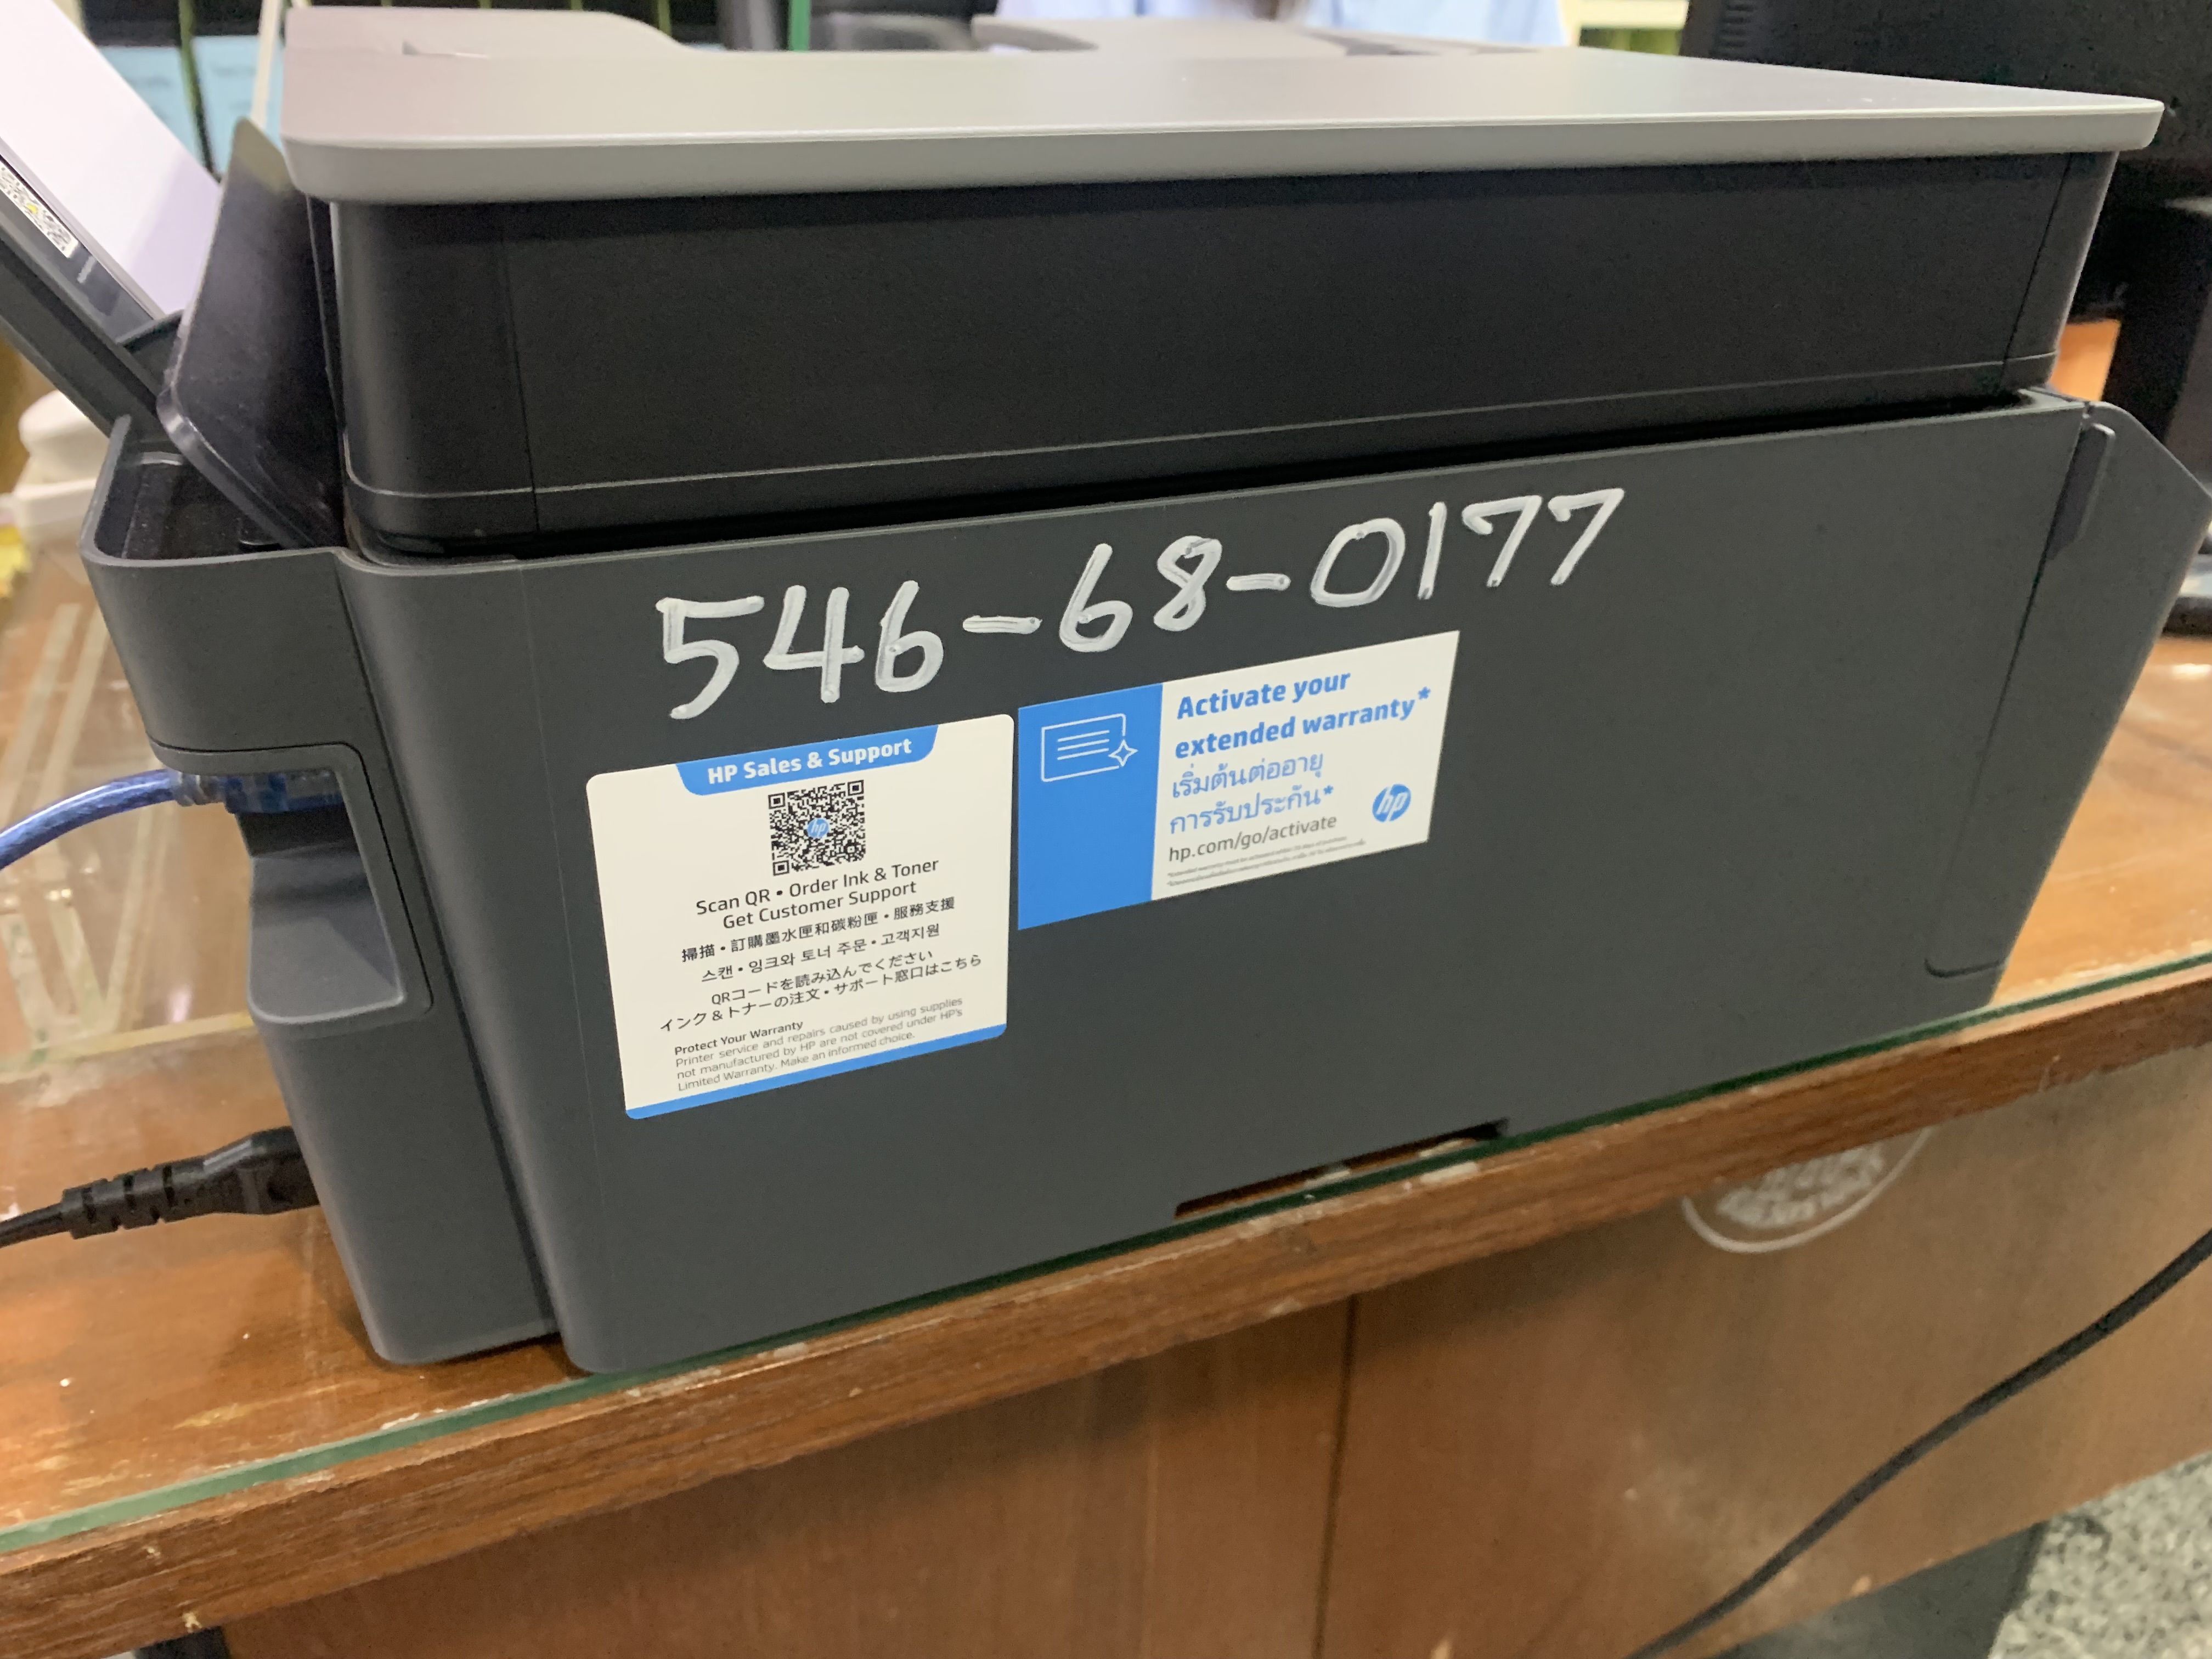 546-68-0177
HP Sales & Support
hp
Scan QR • Order Ink & Toner
Get Customer Support
掃描 • 訂購墨水匣和碳粉匣 • 服務支援
스캔 • 잉크와 토너 주문 • 고객지원
QRコードを読み込んでください
インク & トナーの注文 • サポート窓口はこちら
Protect Your Warranty
Printer service and repairs caused by using supplies
not manufactured by HP are not covered under HP's
Limited Warranty. Make an informed choice.
Activate your
extended warranty*
เริ่มต้นต่ออายุ
การรับประกัน*
hp.com/go/activate
hp